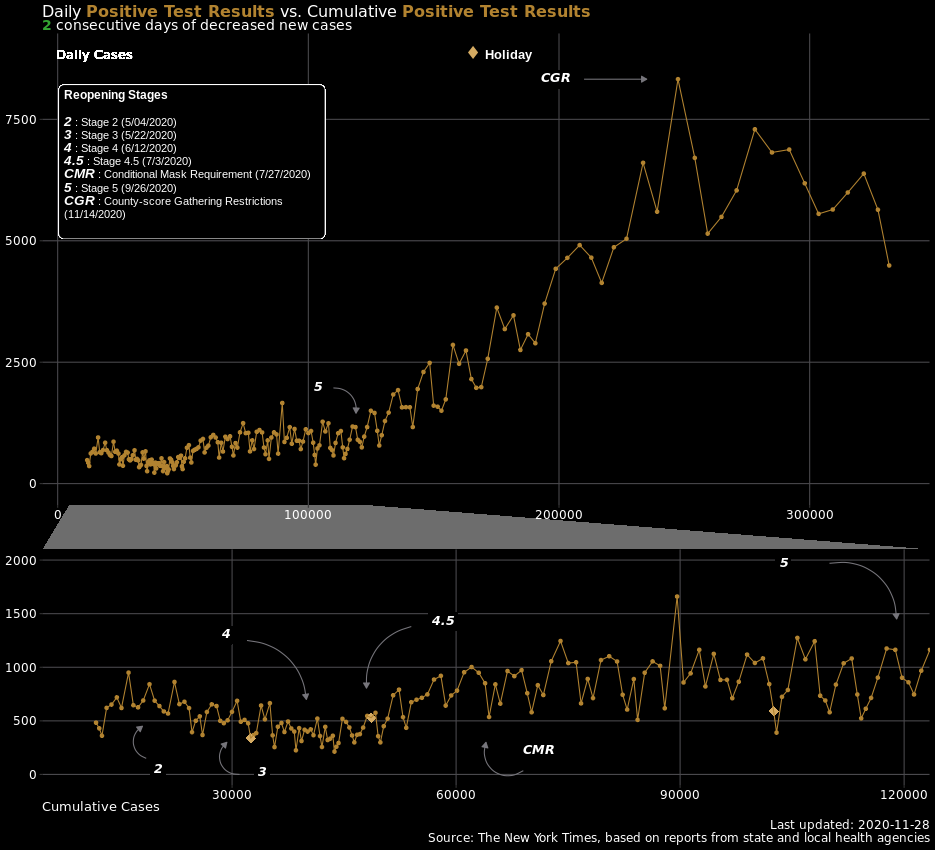 Daily Positive Test Results vs. Cumulative Positive Test Results
2 consecutive days of decreased new cases
Daily Cases
Holiday
CGR
Reopening Stages
2 : Stage 2 (5/04/2020)
3 : Stage 3 (5/22/2020)
4 : Stage 4 (6/12/2020)
4.5 : Stage 4.5 (7/3/2020)
CMR : Conditional Mask Requirement (7/27/2020)
5 : Stage 5 (9/26/2020)
CGR : County-score Gathering Restrictions
(11/14/2020)
7500
5000
2500
5
0
0 100000 200000 300000
2000
5
1500
4 4.5
1000
500
CMR
2 3
0
30000 60000 90000 120000
Cumulative Cases
Last updated: 2020-11-28
Source: The New York Times, based on reports from state and local health agencies